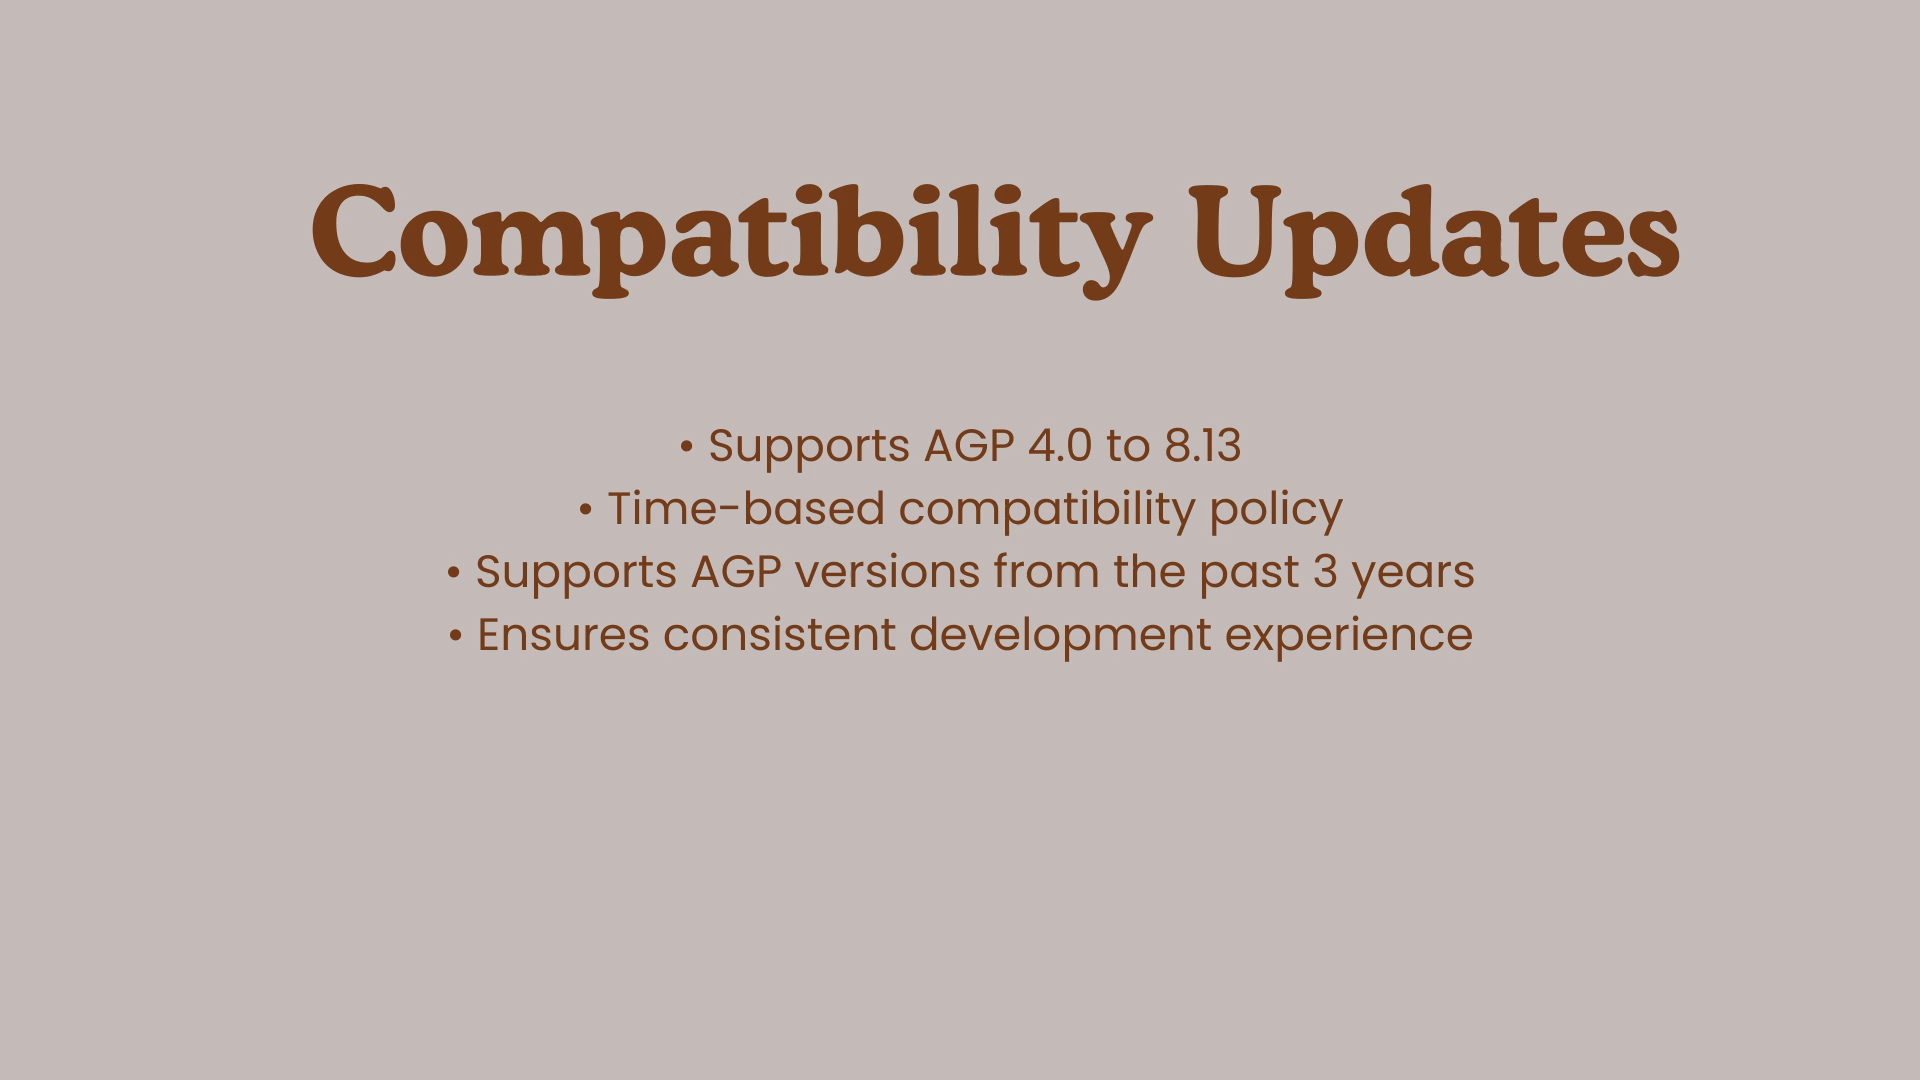 Compatibility Updates
• Supports AGP 4.0 to 8.13
• Time-based compatibility policy
• Supports AGP versions from the past 3 years
• Ensures consistent development experience